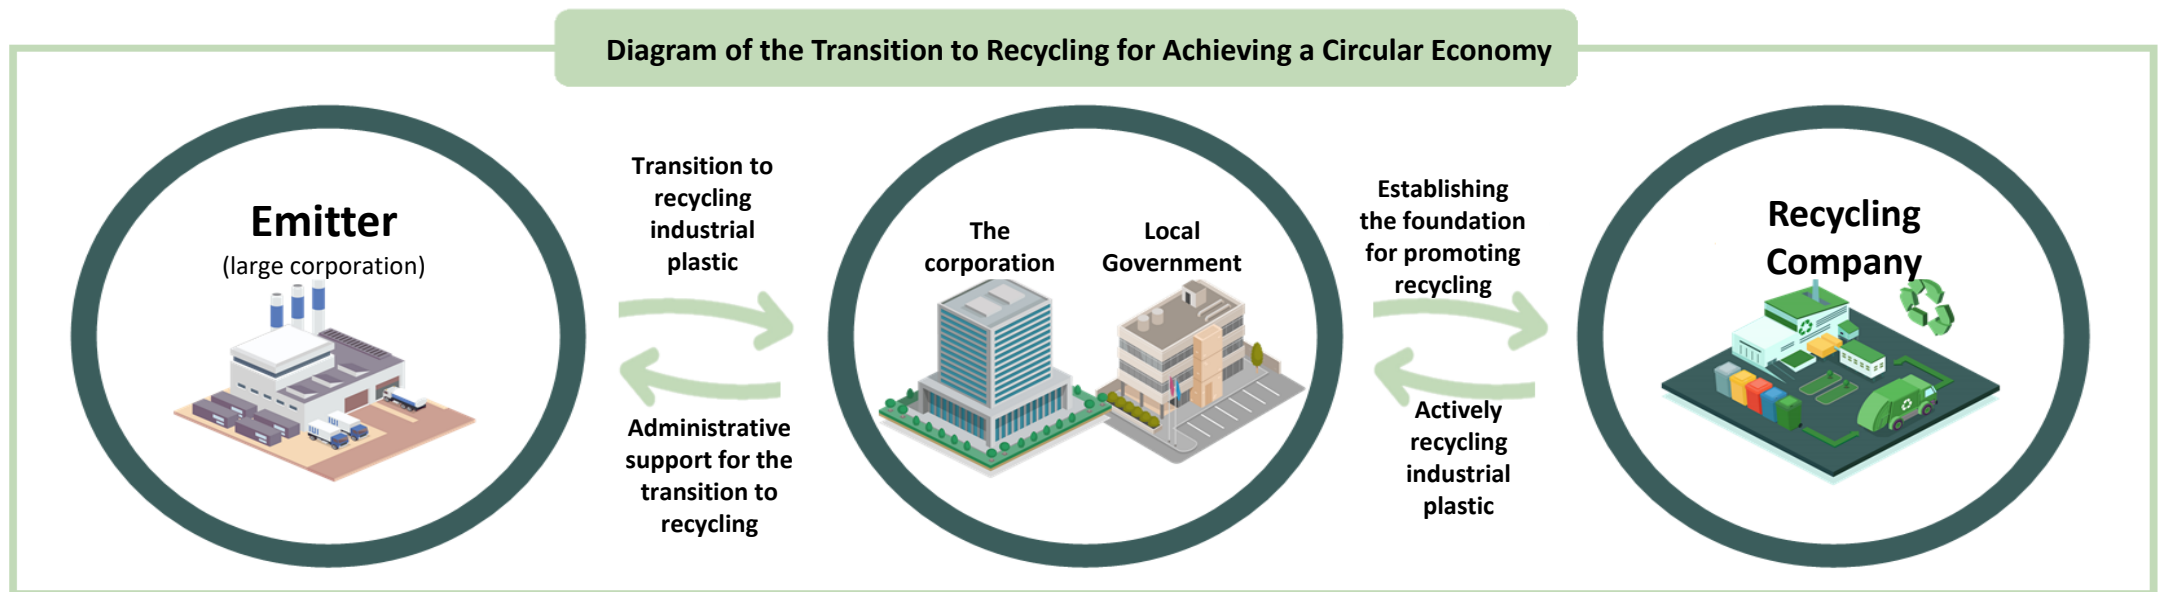 Diagram of the Transition to Recycling for Achieving a Circular Economy
Emitter
(large corporation)
Transition to
recycling
industrial
plastic
Administrative
support for the
transition to
recycling
The
corporation
Local
Government
Establishing
the foundation
for promoting
recycling
Actively
recycling
industrial
plastic
Recycling
Company